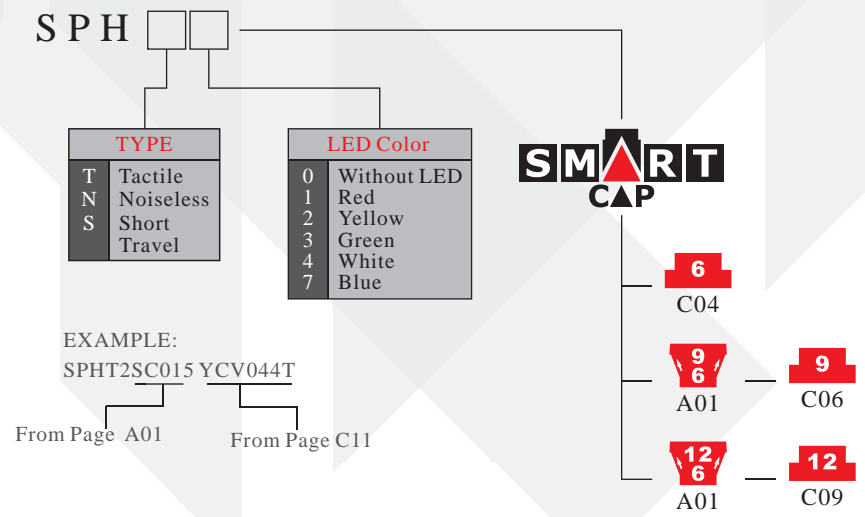 SPH
TYPE
T Tactile
N Noiseless
S Short
Travel
LED Color
0 Without LED
1 Red
2 Yellow
3 Green
4 White
7 Blue
SMART
CAP
6
C04
9
6
A01
9
C06
12
6
A01
12
C09
EXAMPLE:
SPHT2SC015 YCV044T
From Page A01
From Page C11